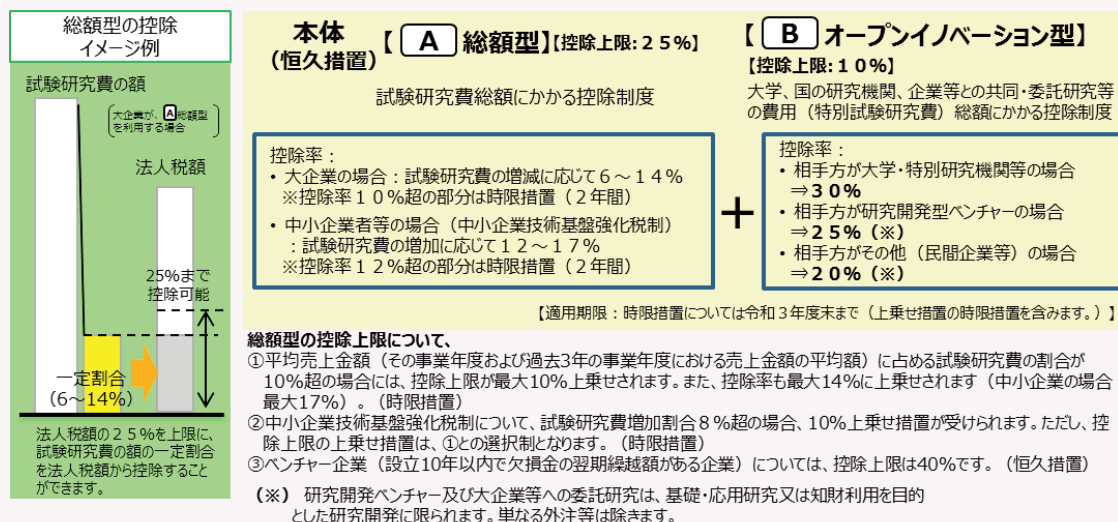 総額型の控除
イメージ例
試験研究費の額
大企業が、A総額型
を利用する場合
法人税額
25%まで
控除可能
一定割合
(6~14%)
法人税額の25%を上限に、
試験研究費の額の一定割合
を法人税額から控除すること
ができます。
本体
(恒久措置)
【 A 総額型】【控除上限:25%】
試験研究費総額にかかる控除制度
控除率:
・大企業の場合:試験研究費の増減に応じて6~14%
※控除率10%超の部分は時限措置(2年間)
・中小企業者等の場合(中小企業技術基盤強化税制)
:試験研究費の増加に応じて12~17%
※控除率12%超の部分は時限措置(2年間)
+
【 B オープンイノベーション型】
【控除上限:10%】
大学、国の研究機関、企業等との共同・委託研究等
の費用(特別試験研究費)総額にかかる控除制度
控除率:
・相手方が大学・特別研究機関等の場合
⇒30%
・相手方が研究開発型ベンチャーの場合
⇒25%(※)
・相手方がその他(民間企業等)の場合
⇒20%(※)
【適用期限:時限措置については令和3年度末まで(上乗せ措置の時限措置を含みます。)】
総額型の控除上限について、
①平均売上金額(その事業年度および過去3年の事業年度における売上金額の平均額)に占める試験研究費の割合が
10%超の場合には、控除上限が最大10%上乗せされます。また、控除率も最大14%に上乗せされます(中小企業の場合
最大17%)。(時限措置)
②中小企業技術基盤強化税制について、試験研究費増加割合8%超の場合、10%上乗せ措置が受けられます。ただし、控
除上限の上乗せ措置は、①との選択制となります。(時限措置)
③ベンチャー企業(設立10年以内で欠損金の翌期繰越額がある企業)については、控除上限は40%です。(恒久措置)
(※) 研究開発ベンチャー及び大企業等への委託研究は、基礎・応用研究又は知財利用を目的
とした研究開発に限られます。単なる外注等は除きます。